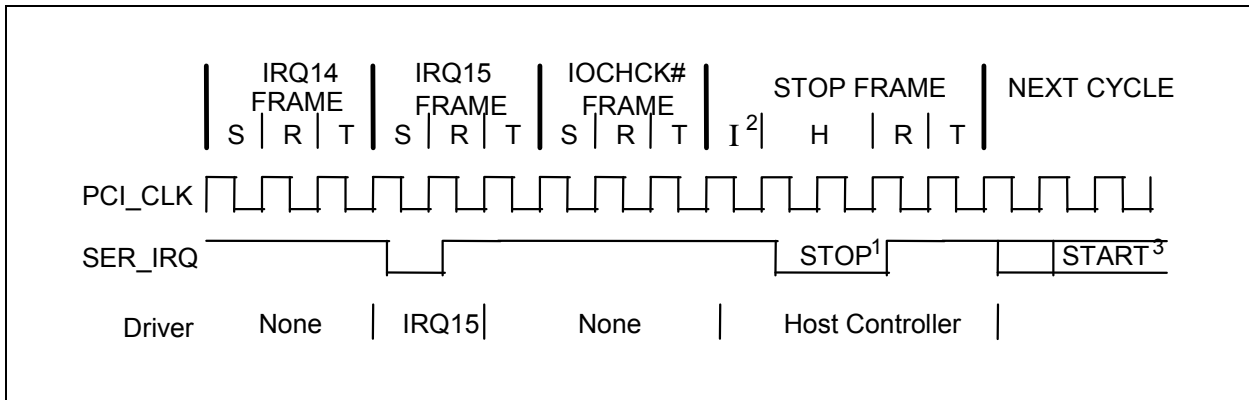 IRQ14 FRAME
IRQ15 FRAME
IOCHCK# FRAME
STOP FRAME
NEXT CYCLE
S R T S R T S R T I2 H R T
PCI_CLK
SER_IRQ STOP1 START3
Driver None IRQ15 None Host Controller